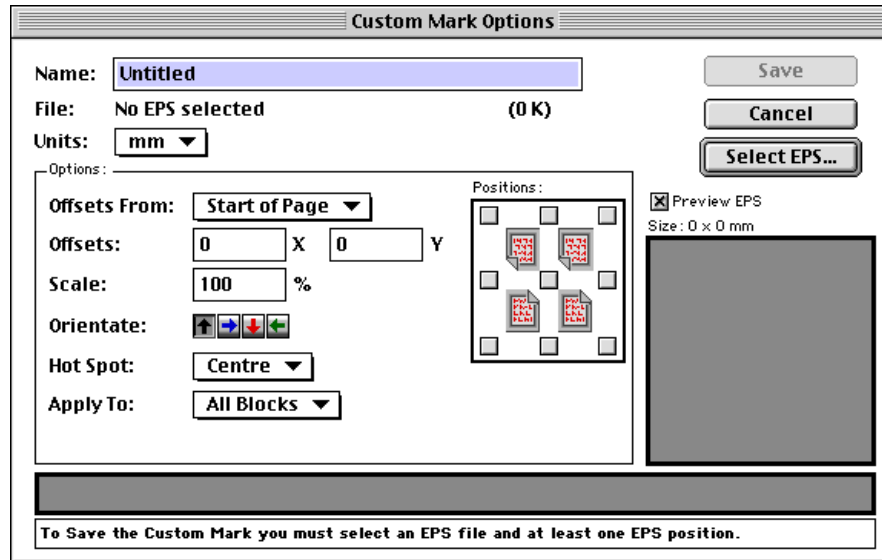 Custom Mark Options
Name: Untitled
Save
File: No EPS selected (0 K)
Cancel
Units: mm
Select EPS...
Options:
Positions:
Preview EPS
Offsets From: Start of Page
Size: 0 x 0 mm
Offsets: 0 X 0 Y
Scale: 100 %
Orientate:
Hot Spot: Centre
Apply To: All Blocks
To Save the Custom Mark you must select an EPS file and at least one EPS position.